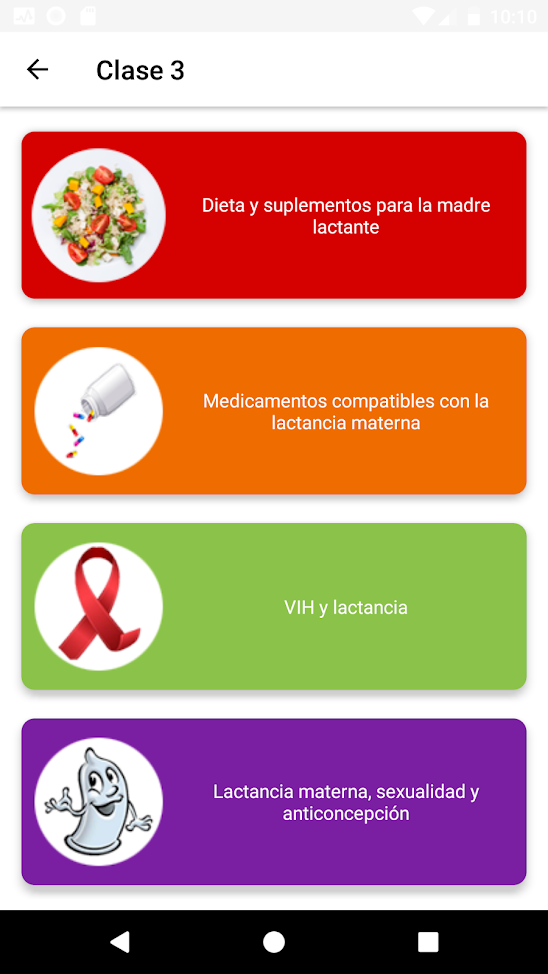 10:10
Clase 3
Dieta y suplementos para la madre
lactante
Medicamentos compatibles con la
lactancia materna
VIH y lactancia
Lactancia materna, sexualidad y
anticoncepción